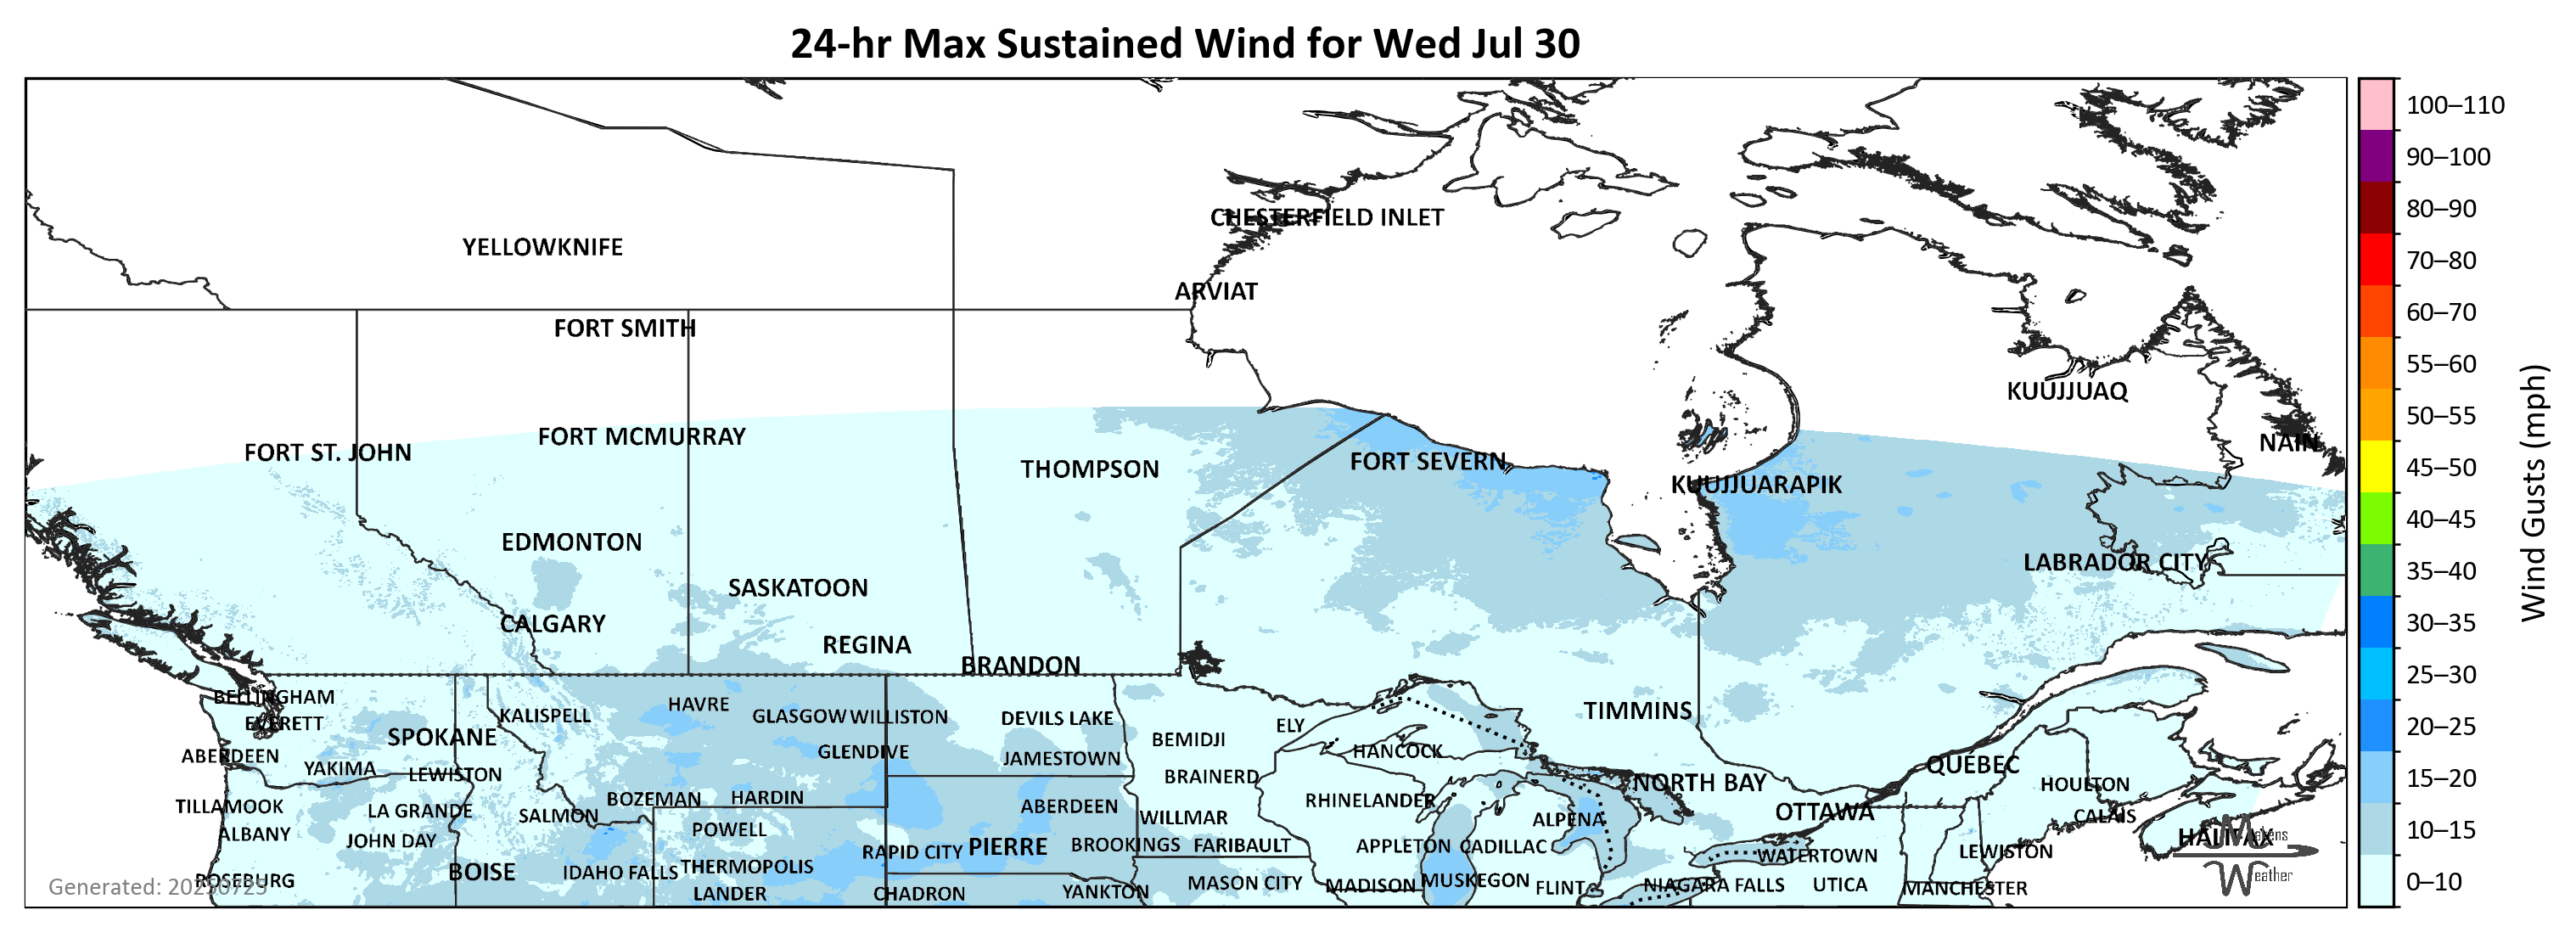 24-hr Max Sustained Wind for Wed Jul 30
100–110
90–100
80–90
70–80
60–70
55–60
50–55
45–50
40–45
35–40
30–35
25–30
20–25
15–20
10–15
0–10
Wind Gusts (mph)
CHESTERFIELD INLET
YELLOWKNIFE
ARVIAT
FORT SMITH
KUUJJUAQ
FORT MCMURRAY
NAIN
FORT ST. JOHN
FORT SEVERN
THOMPSON
KUUJJUARAPIK
EDMONTON
LABRADOR CITY
SASKATOON
CALGARY
REGINA
BRANDON
BELLINGHAM
HAVRE
TIMMINS
KALISPELL
GLASGOW
WILLISTON
DEVILS LAKE
EVERETT
ELY
SPOKANE
BEMIDJI
GLENDIVE
HANCOCK
ABERDEEN
JAMESTOWN
QUÉBEC
YAKIMA
LEWISTON
BRAINERD
NORTH BAY
HOULTON
BOZEMAN
HARDIN
RHINELANDER
TILLAMOOK
LA GRANDE
ABERDEEN
SALMON
WILLMAR
OTTAWA
CALAIS
ALPENA
ALBANY
POWELL
HALIFAX
JOHN DAY
PIERRE
BROOKINGS
FARIBAULT
APPLETON
CADILLAC
RAPID CITY
WATERTOWN
LEWISTON
BOISE
IDAHO FALLS
THERMOPOLIS
ROSEBURG
MASON CITY
MADISON
MUSKEGON
FLINT
NIAGARA FALLS
UTICA
MANCHESTER
LANDER
CHADRON
YANKTON
Makens
Weather
Generated: 20250725